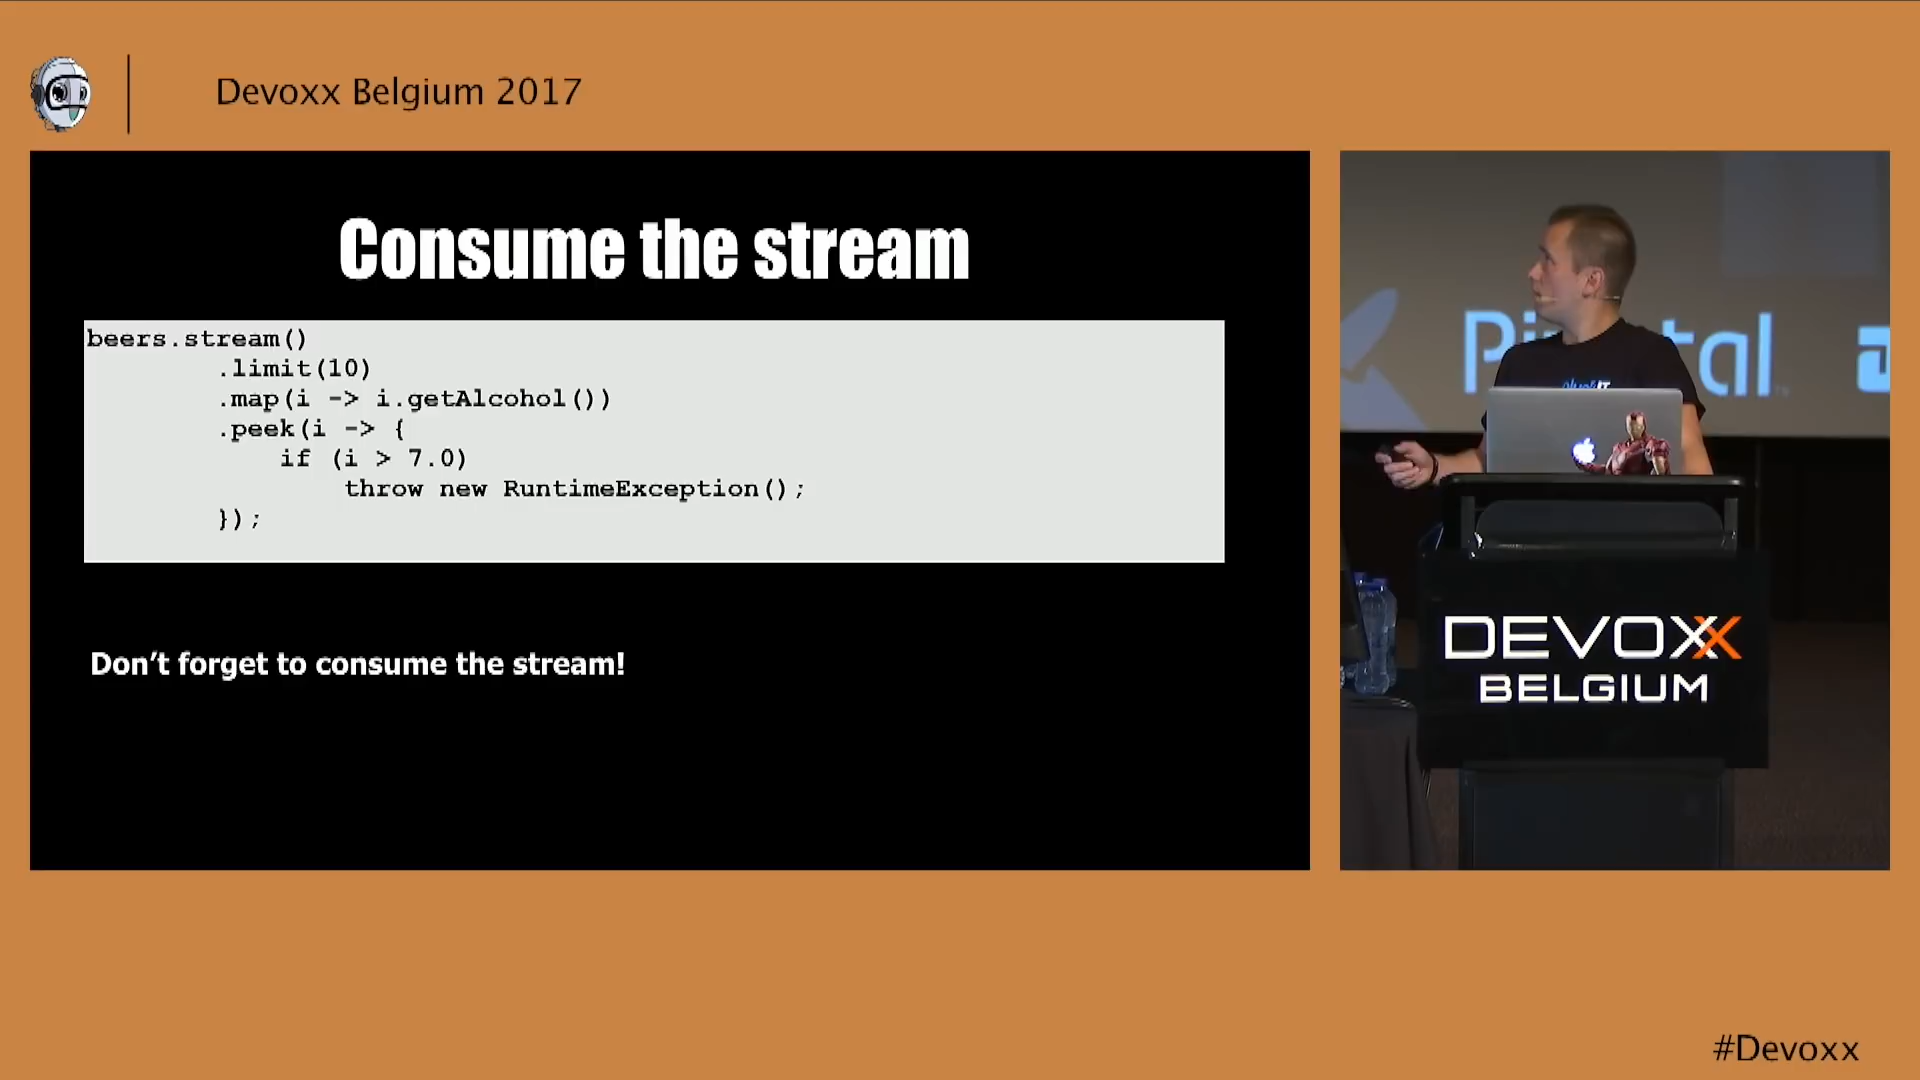 Devoxx Belgium 2017
Consume the stream
beers.stream()
.limit(10)
.map(i -> i.getAlcohol())
.peek(i -> {
if (i > 7.0)
throw new RuntimeException();
});
Don't forget to consume the stream!
DEVOXX
BELGIUM
#Devoxx